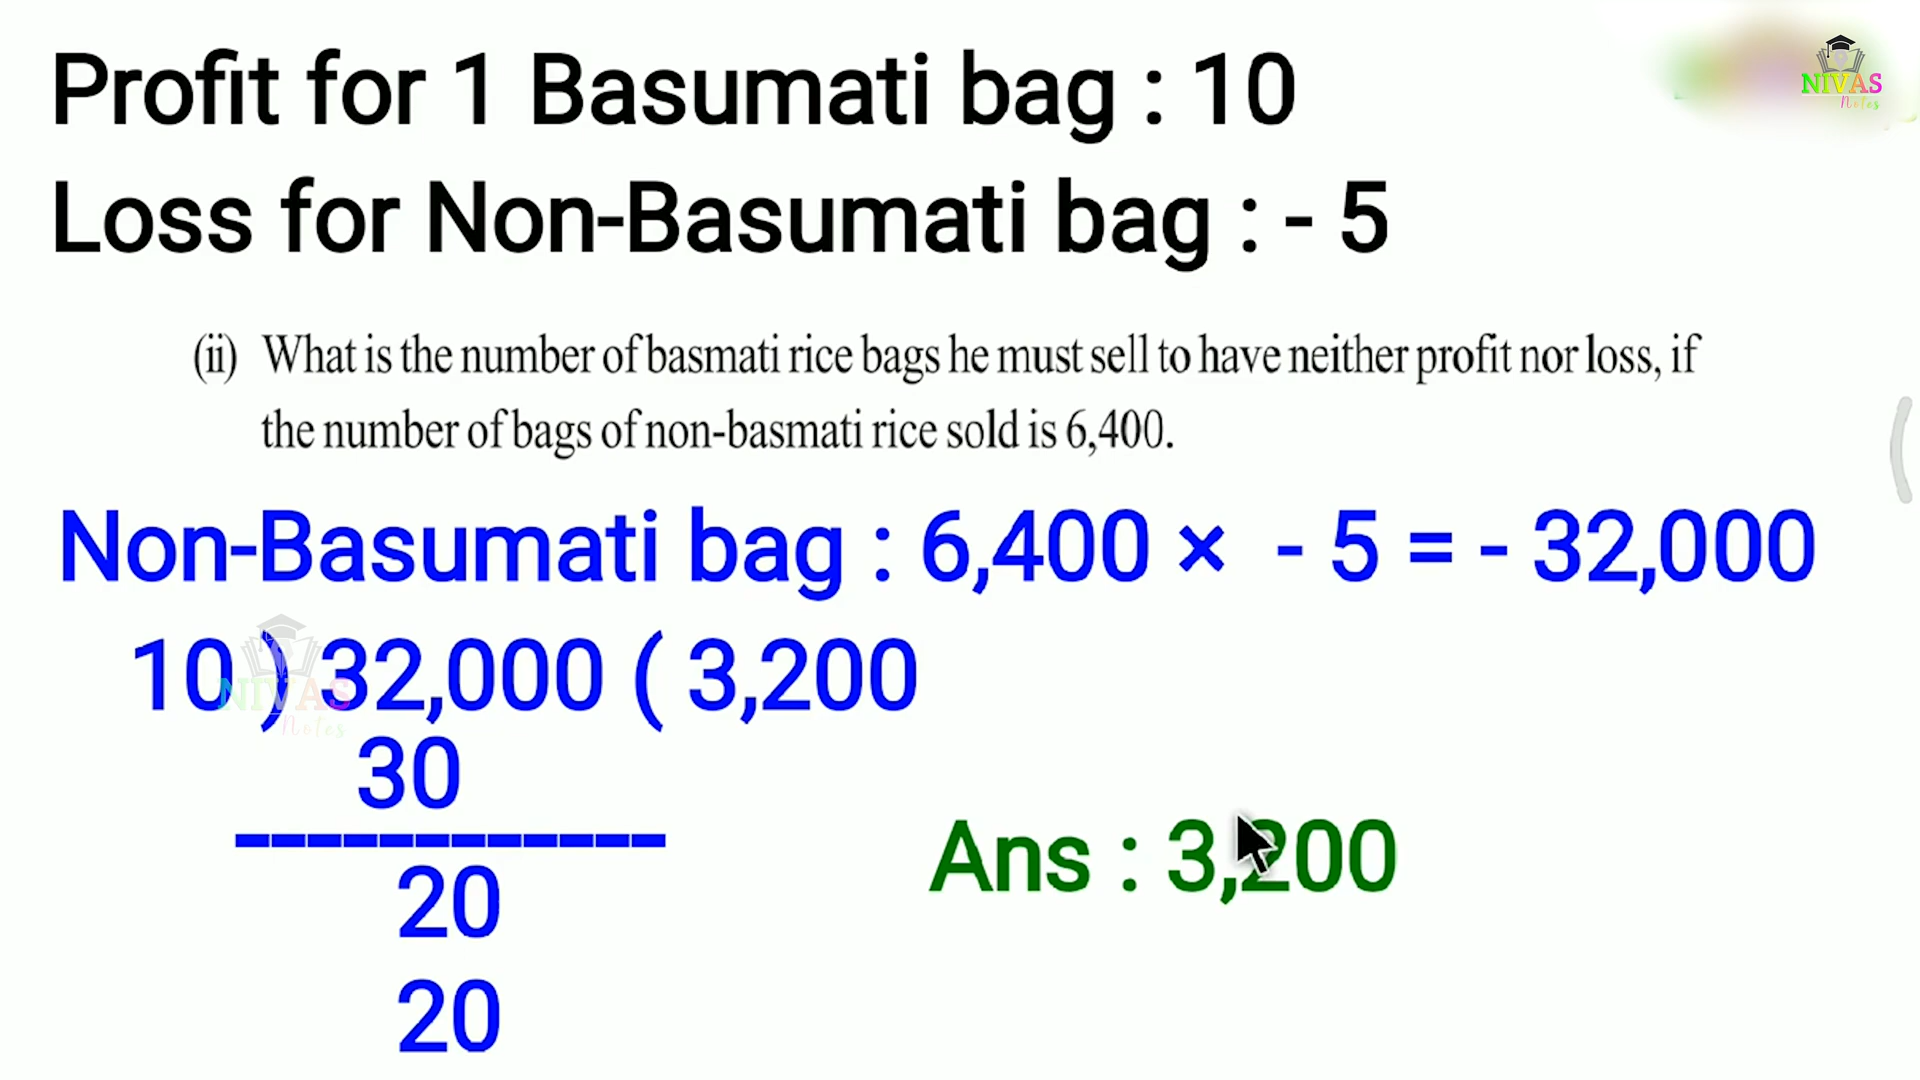 Profit for 1 Basumati bag : 10
NIVAS
Notes
Loss for Non-Basumati bag : - 5
(ii) What is the number of basmati rice bags he must sell to have neither profit nor loss, if
the number of bags of non-basmati rice sold is 6,400.
Non-Basumati bag : 6,400 × - 5 = - 32,000
10 ) 32,000 ( 3,200
NIVAS
Notes
30
------------
20
Ans : 3,200
20